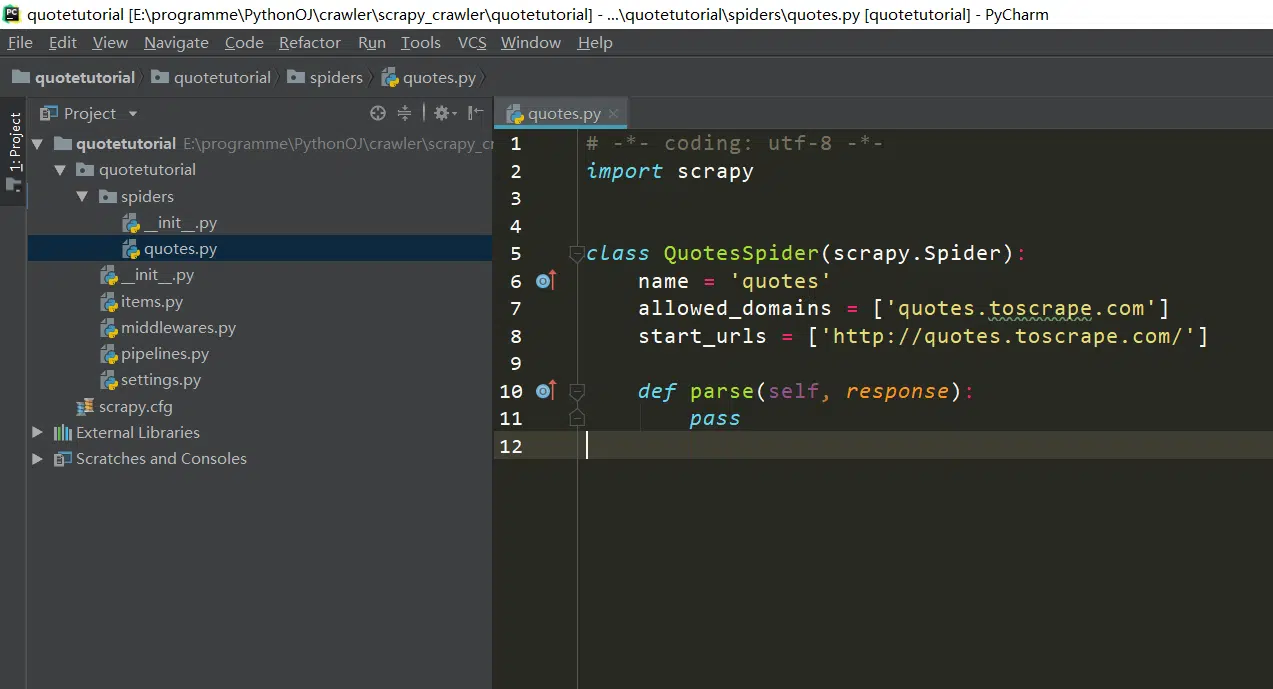 quotetutorial [E:\programme\PythonOJ\crawler\scrapy_crawler\quotetutorial] - ...\quotetutorial\spiders\quotes.py [quotetutorial] - PyCharm
File Edit View Navigate Code Refactor Run Tools VCS Window Help
quotetutorial quotetutorial spiders quotes.py
1: Project
Project
quotetutorial E:\programme\PythonOJ\crawler\scrapy_cr
quotetutorial
spiders
__init__.py
quotes.py
__init__.py
items.py
middlewares.py
pipelines.py
settings.py
scrapy.cfg
External Libraries
Scratches and Consoles
quotes.py
1 # -*- coding: utf-8 -*-
2 import scrapy
3
4
5 class QuotesSpider(scrapy.Spider):
6     name = 'quotes'
7     allowed_domains = ['quotes.toscrape.com']
8     start_urls = ['http://quotes.toscrape.com/']
9
10     def parse(self, response):
11         pass
12